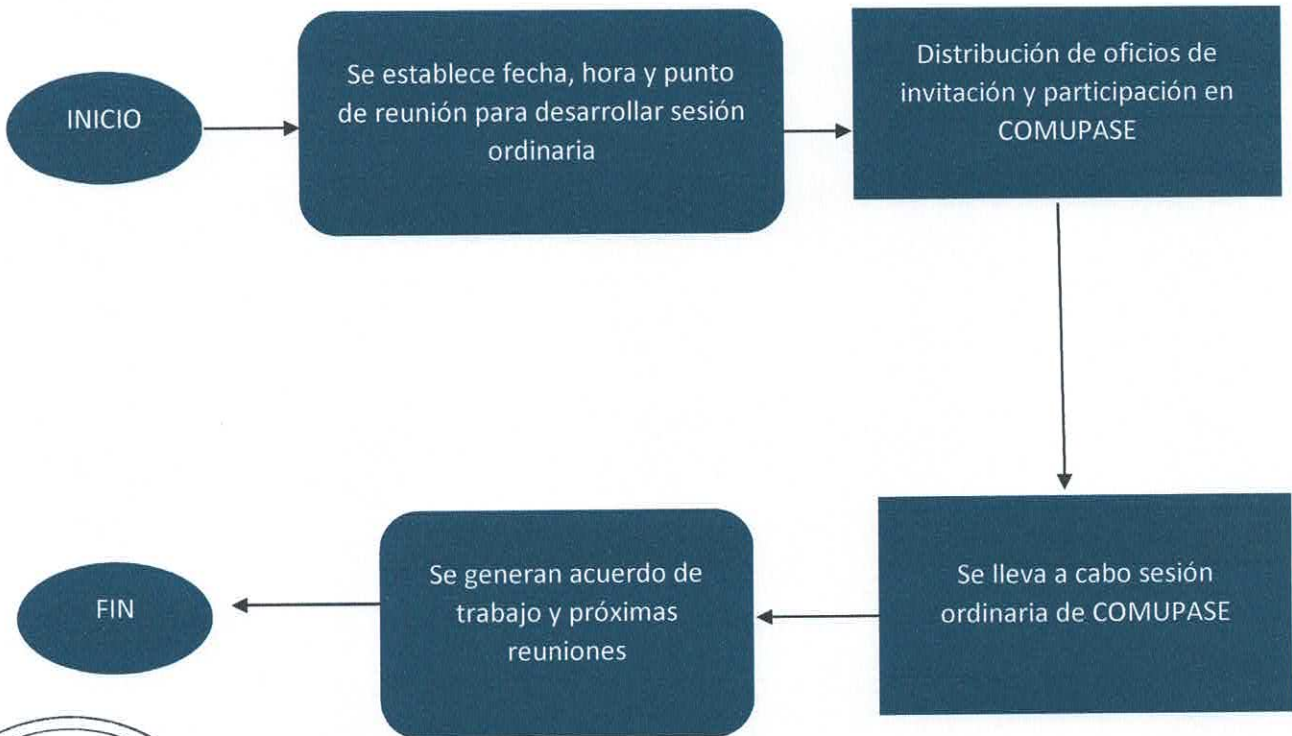 INICIO
Se establece fecha, hora y punto
de reunión para desarrollar sesión
ordinaria
Distribución de oficios de
invitación y participación en
COMUPASE
Se lleva a cabo sesión
ordinaria de COMUPASE
Se generan acuerdo de
trabajo y próximas
reuniones
FIN